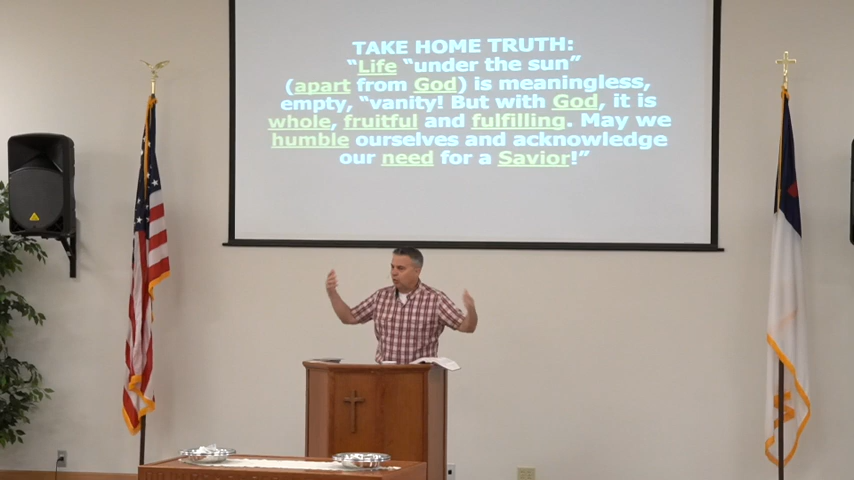 TAKE HOME TRUTH:
“Life “under the sun”
(apart from God) is meaningless,
empty, “vanity! But with God, it is
whole, fruitful and fulfilling. May we
humble ourselves and acknowledge
our need for a Savior!”